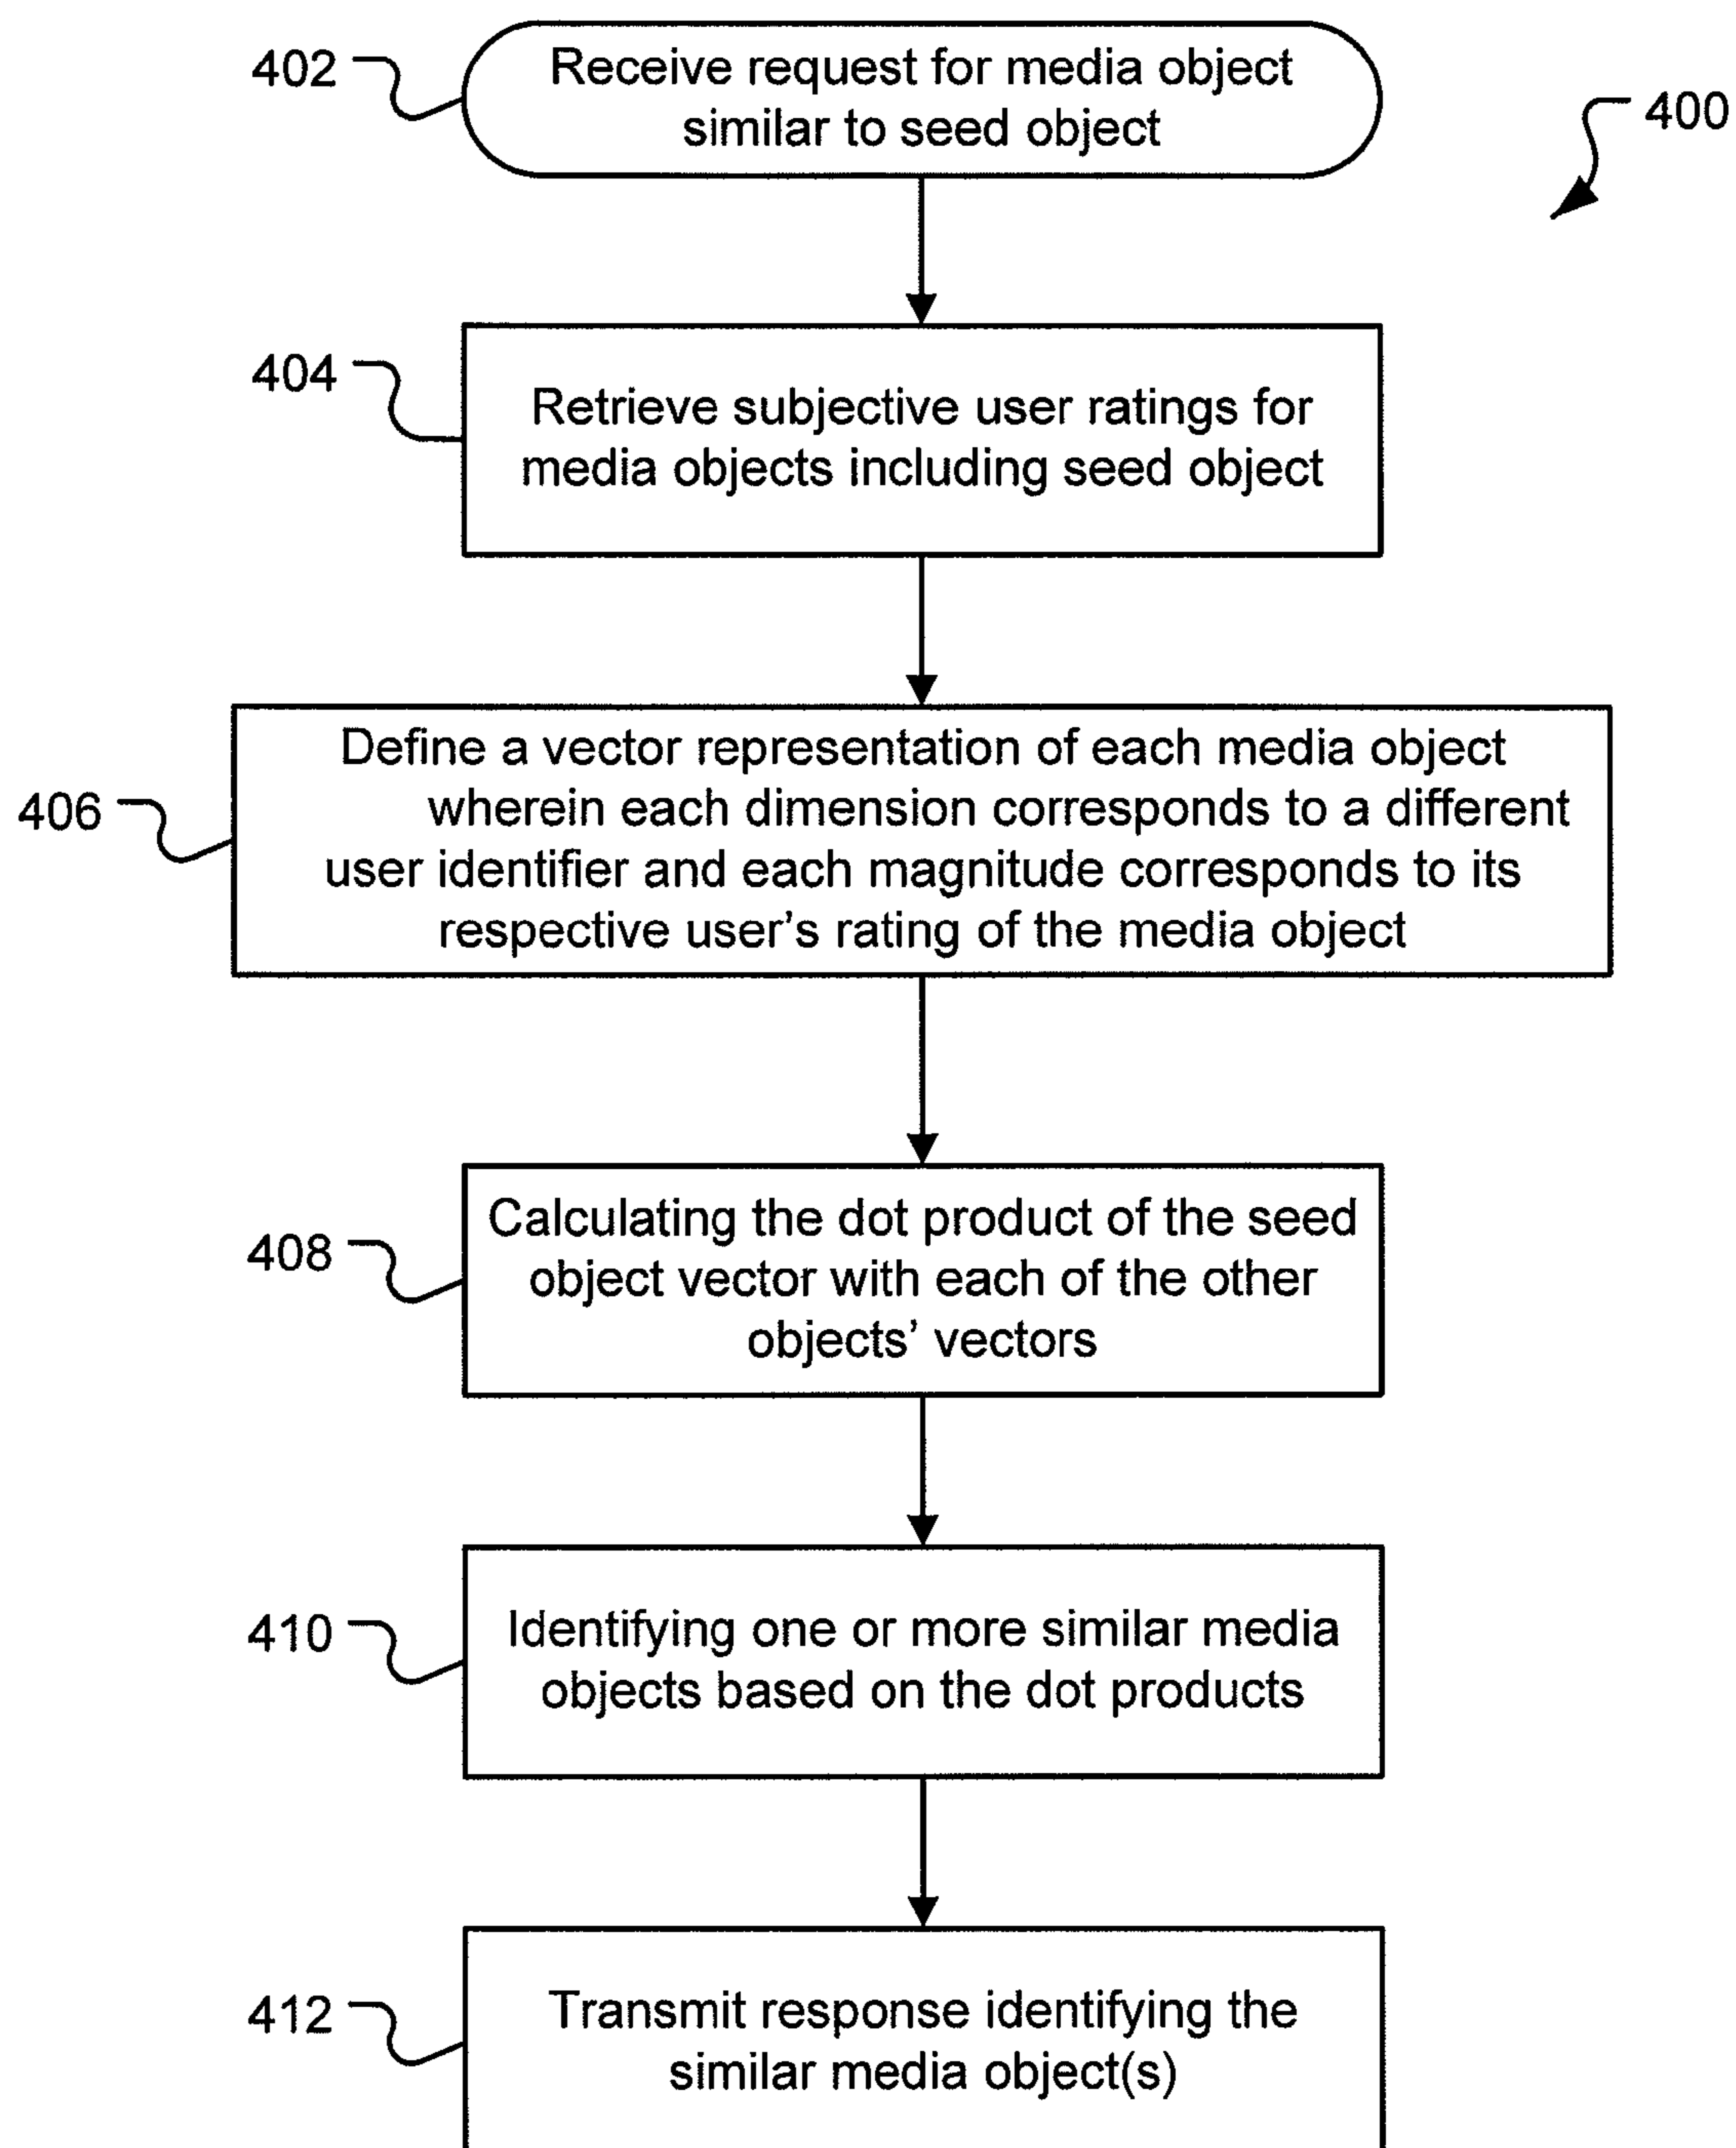 402
Receive request for media object
similar to seed object
400
404
Retrieve subjective user ratings for
media objects including seed object
406
Define a vector representation of each media object
wherein each dimension corresponds to a different
user identifier and each magnitude corresponds to its
respective user's rating of the media object
408
Calculating the dot product of the seed
object vector with each of the other
objects' vectors
410
Identifying one or more similar media
objects based on the dot products
412
Transmit response identifying the
similar media object(s)